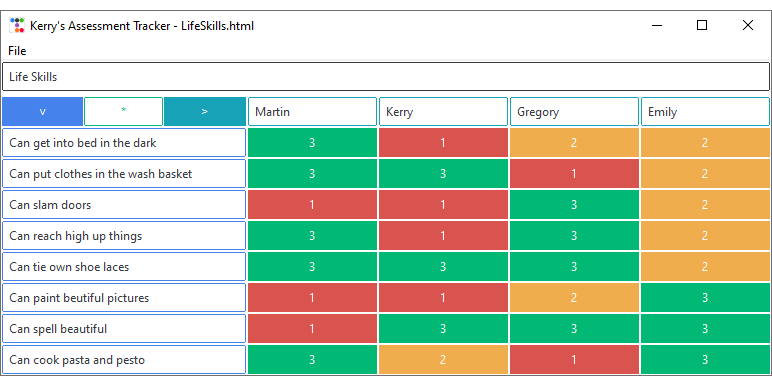 Kerry's Assessment Tracker - LifeSkills.html
File
Life Skills
v * > Martin Kerry Gregory Emily
Can get into bed in the dark 3 1 2 2
Can put clothes in the wash basket 3 3 1 2
Can slam doors 1 1 3 2
Can reach high up things 3 1 3 2
Can tie own shoe laces 3 3 3 2
Can paint beutiful pictures 1 1 2 3
Can spell beautiful 1 3 3 3
Can cook pasta and pesto 3 2 1 3